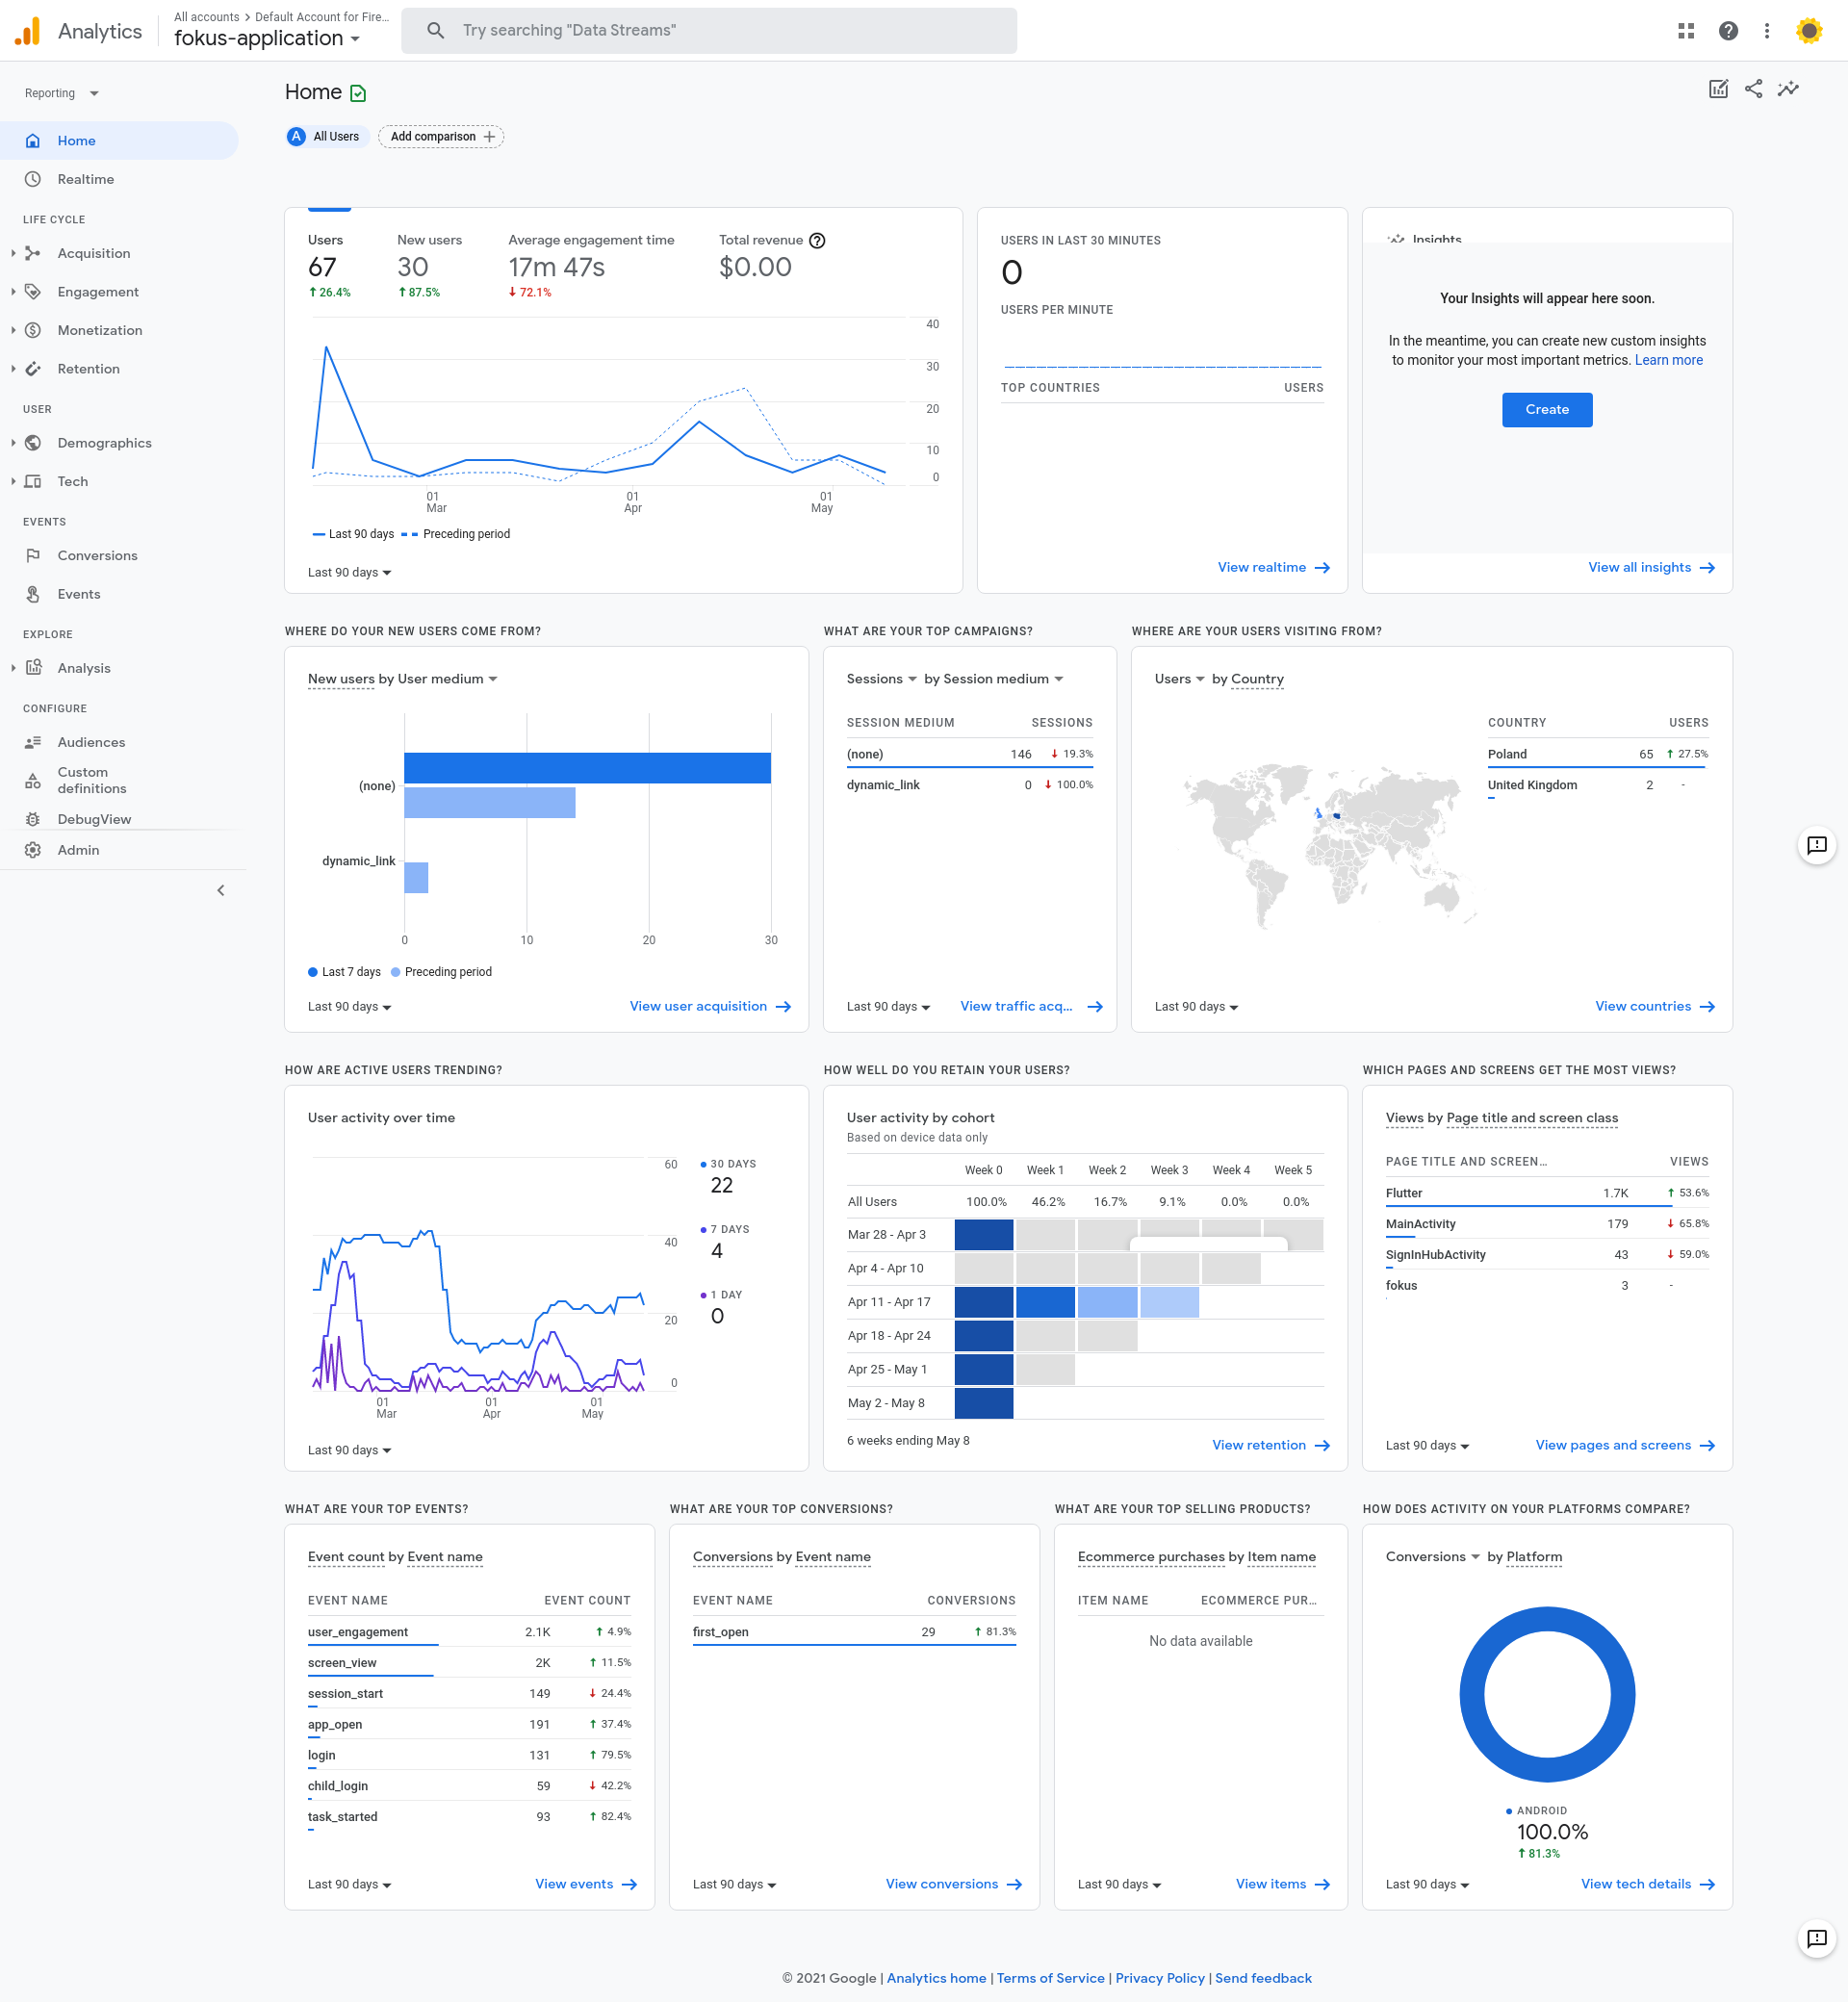 Analytics
All accounts > Default Account for Fire...
fokus-application
Try searching "Data Streams"
Reporting
Home
Realtime
LIFE CYCLE
Acquisition
Engagement
Monetization
Retention
USER
Demographics
Tech
EVENTS
Conversions
Events
EXPLORE
Analysis
CONFIGURE
Audiences
Custom
definitions
DebugView
Admin
Home
A All Users
Add comparison
Users New users Average engagement time Total revenue
67 30 17m 47s $0.00
26.4% 87.5% 72.1%
40
30
20
10
0
01 01 01
Mar Apr May
Last 90 days Preceding period
Last 90 days
USERS IN LAST 30 MINUTES
0
USERS PER MINUTE
TOP COUNTRIES USERS
View realtime
Insights
Your Insights will appear here soon.
In the meantime, you can create new custom insights
to monitor your most important metrics. Learn more
Create
View all insights
WHERE DO YOUR NEW USERS COME FROM?
New users by User medium
(none)
dynamic_link
0 10 20 30
Last 7 days Preceding period
Last 90 days View user acquisition
WHAT ARE YOUR TOP CAMPAIGNS?
Sessions by Session medium
SESSION MEDIUM SESSIONS
(none) 146 19.3%
dynamic_link 0 100.0%
Last 90 days View traffic acq...
WHERE ARE YOUR USERS VISITING FROM?
Users by Country
COUNTRY USERS
Poland 65 27.5%
United Kingdom 2 -
Last 90 days View countries
HOW ARE ACTIVE USERS TRENDING?
User activity over time
60
40
20
0
01 01 01
Mar Apr May
30 DAYS
22
7 DAYS
4
1 DAY
0
Last 90 days
HOW WELL DO YOU RETAIN YOUR USERS?
User activity by cohort
Based on device data only
Week 0 Week 1 Week 2 Week 3 Week 4 Week 5
All Users 100.0% 46.2% 16.7% 9.1% 0.0% 0.0%
Mar 28 - Apr 3
Apr 4 - Apr 10
Apr 11 - Apr 17
Apr 18 - Apr 24
Apr 25 - May 1
May 2 - May 8
6 weeks ending May 8 View retention
WHICH PAGES AND SCREENS GET THE MOST VIEWS?
Views by Page title and screen class
PAGE TITLE AND SCREEN... VIEWS
Flutter 1.7K 53.6%
MainActivity 179 65.8%
SignInHubActivity 43 59.0%
fokus 3 -
Last 90 days View pages and screens
WHAT ARE YOUR TOP EVENTS?
Event count by Event name
EVENT NAME EVENT COUNT
user_engagement 2.1K 4.9%
screen_view 2K 11.5%
session_start 149 24.4%
app_open 191 37.4%
login 131 79.5%
child_login 59 42.2%
task_started 93 82.4%
Last 90 days View events
WHAT ARE YOUR TOP CONVERSIONS?
Conversions by Event name
EVENT NAME CONVERSIONS
first_open 29 81.3%
Last 90 days View conversions
WHAT ARE YOUR TOP SELLING PRODUCTS?
Ecommerce purchases by Item name
ITEM NAME ECOMMERCE PUR...
No data available
Last 90 days View items
HOW DOES ACTIVITY ON YOUR PLATFORMS COMPARE?
Conversions by Platform
ANDROID
100.0%
81.3%
Last 90 days View tech details
© 2021 Google | Analytics home | Terms of Service | Privacy Policy | Send feedback